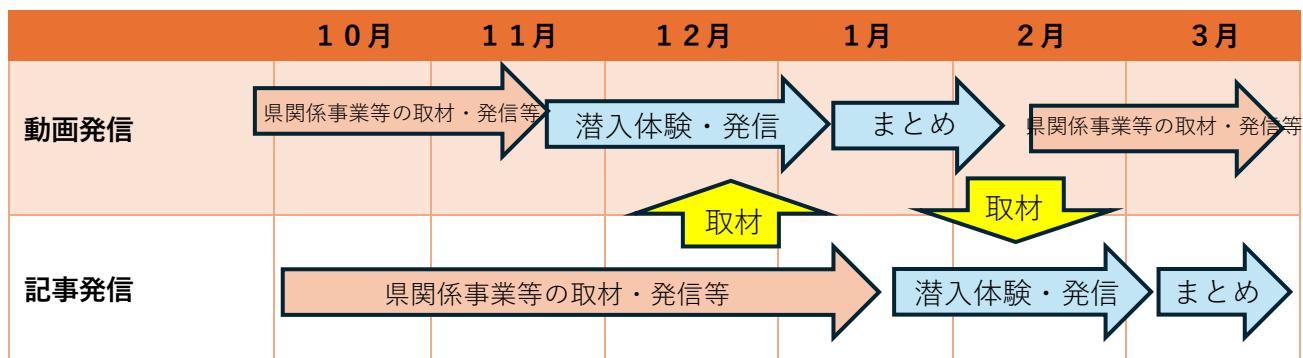 １０月 １１月 １２月 １月 ２月 ３月
動画発信
県関係事業等の取材・発信等
潜入体験・発信
まとめ
県関係事業等の取材・発信等
取材
取材
記事発信
県関係事業等の取材・発信等
潜入体験・発信
まとめ